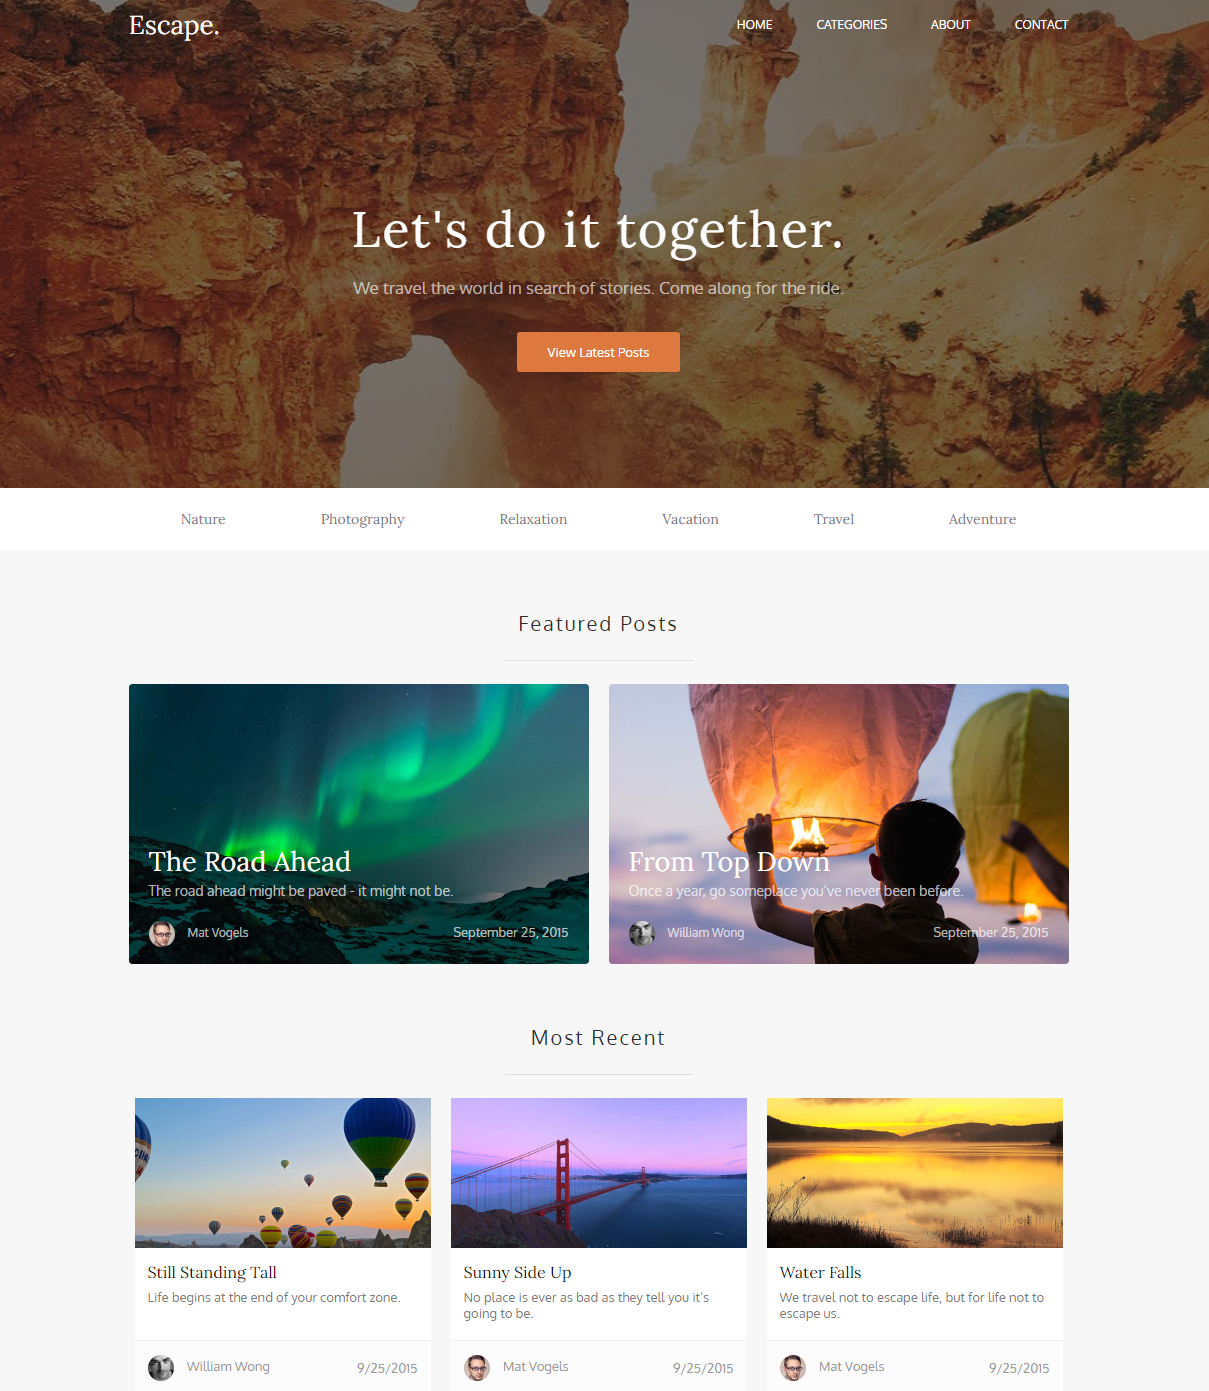 Escape.
HOME CATEGORIES ABOUT CONTACT
Let's do it together.
We travel the world in search of stories. Come along for the ride.
View Latest Posts
Nature Photography Relaxation Vacation Travel Adventure
Featured Posts
The Road Ahead
The road ahead might be paved - it might not be.
Mat Vogels September 25, 2015
From Top Down
Once a year, go someplace you've never been before.
William Wong September 25, 2015
Most Recent
Still Standing Tall
Life begins at the end of your comfort zone.
William Wong 9/25/2015
Sunny Side Up
No place is ever as bad as they tell you it's
going to be.
Mat Vogels 9/25/2015
Water Falls
We travel not to escape life, but for life not to
escape us.
Mat Vogels 9/25/2015